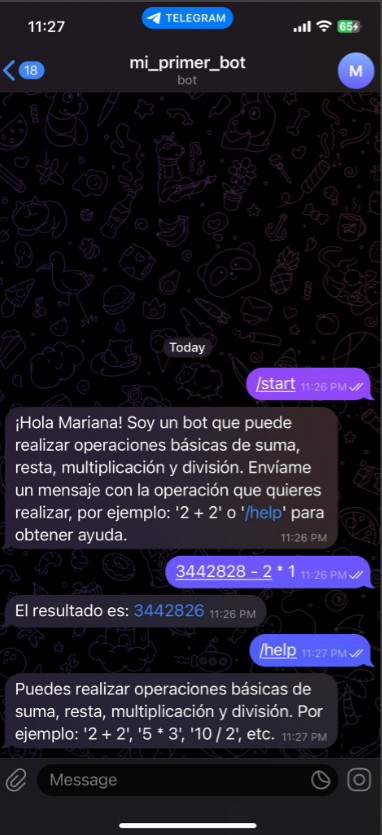 11:27
TELEGRAM
65
18
mi_primer_bot
M
bot
Today
/start 11:26 PM
¡Hola Mariana! Soy un bot que puede
realizar operaciones básicas de suma,
resta, multiplicación y división. Envíame
un mensaje con la operación que quieres
realizar, por ejemplo: '2 + 2' o '/help' para
obtener ayuda. 11:26 PM
3442828 - 2 * 1 11:26 PM
El resultado es: 3442826 11:26 PM
/help 11:27 PM
Puedes realizar operaciones básicas de
suma, resta, multiplicación y división. Por
ejemplo: '2 + 2', '5 * 3', '10 / 2', etc. 11:27 PM
Message